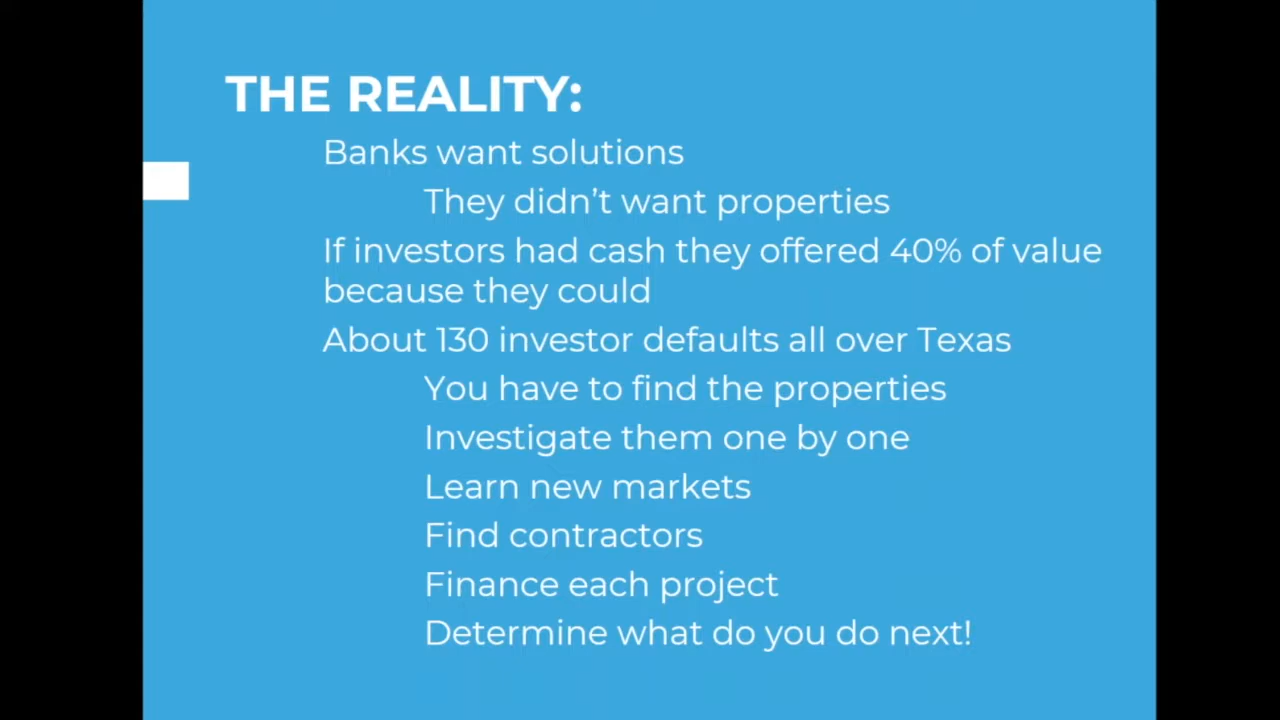 THE REALITY:
Banks want solutions
They didn’t want properties
If investors had cash they offered 40% of value
because they could
About 130 investor defaults all over Texas
You have to find the properties
Investigate them one by one
Learn new markets
Find contractors
Finance each project
Determine what do you do next!